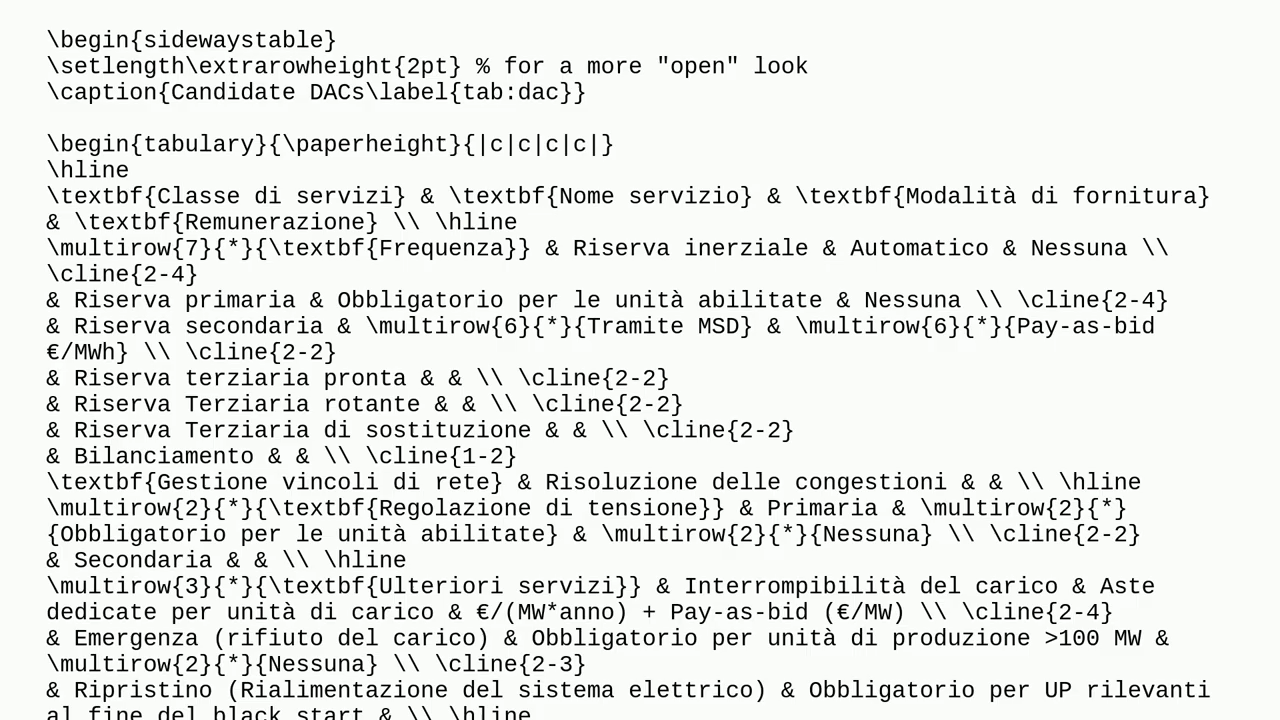 \begin{sidewaystable}
\setlength\extrarowheight{2pt} % for a more "open" look
\caption{Candidate DACs\label{tab:dac}}
\begin{tabulary}{\paperheight}{|c|c|c|c|}
\hline
\textbf{Classe di servizi} & \textbf{Nome servizio} & \textbf{Modalità di fornitura}
& \textbf{Remunerazione} \\ \hline
\multirow{7}{*}{\textbf{Frequenza}} & Riserva inerziale & Automatico & Nessuna \\
\cline{2-4}
& Riserva primaria & Obbligatorio per le unità abilitate & Nessuna \\ \cline{2-4}
& Riserva secondaria & \multirow{6}{*}{Tramite MSD} & \multirow{6}{*}{Pay-as-bid
€/MWh} \\ \cline{2-2}
& Riserva terziaria pronta & & \\ \cline{2-2}
& Riserva Terziaria rotante & & \\ \cline{2-2}
& Riserva Terziaria di sostituzione & & \\ \cline{2-2}
& Bilanciamento & & \\ \cline{1-2}
\textbf{Gestione vincoli di rete} & Risoluzione delle congestioni & & \\ \hline
\multirow{2}{*}{\textbf{Regolazione di tensione}} & Primaria & \multirow{2}{*}
{Obbligatorio per le unità abilitate} & \multirow{2}{*}{Nessuna} \\ \cline{2-2}
& Secondaria & & \\ \hline
\multirow{3}{*}{\textbf{Ulteriori servizi}} & Interrompibilità del carico & Aste
dedicate per unità di carico & €/(MW*anno) + Pay-as-bid (€/MW) \\ \cline{2-4}
& Emergenza (rifiuto del carico) & Obbligatorio per unità di produzione >100 MW &
\multirow{2}{*}{Nessuna} \\ \cline{2-3}
& Ripristino (Rialimentazione del sistema elettrico) & Obbligatorio per UP rilevanti
al fine del black start & \\ \hline